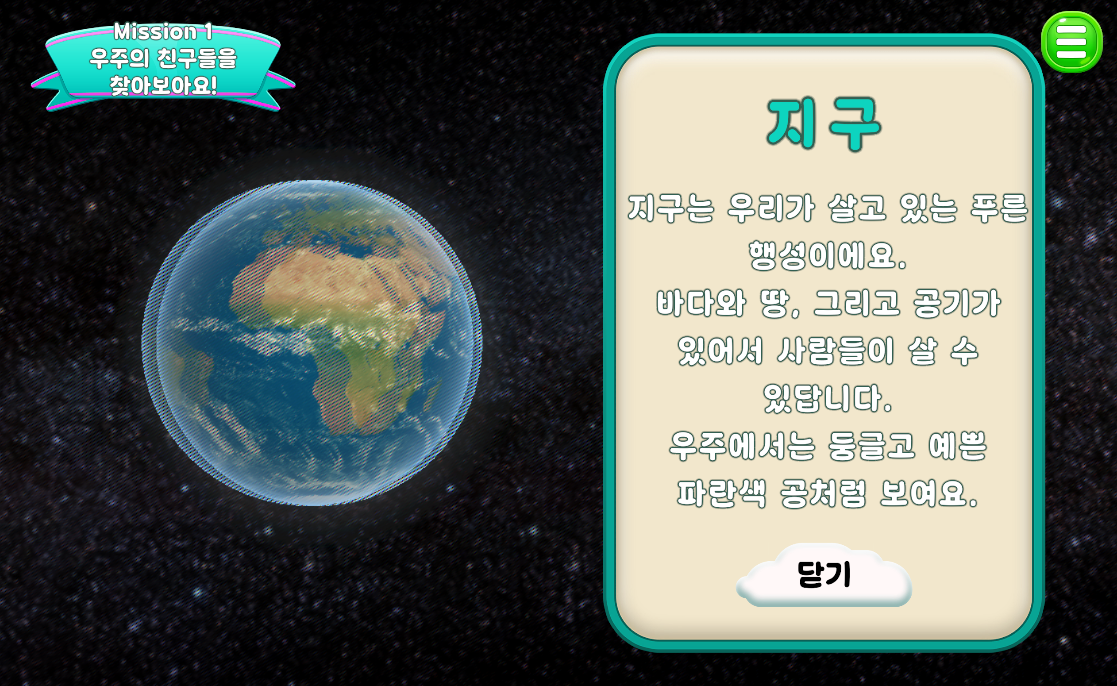 Mission 1
우주의 친구들을
찾아보아요!
지구
지구는 우리가 살고 있는 푸른
행성이에요.
바다와 땅, 그리고 공기가
있어서 사람들이 살 수
있답니다.
우주에서는 둥글고 예쁜
파란색 공처럼 보여요.
닫기